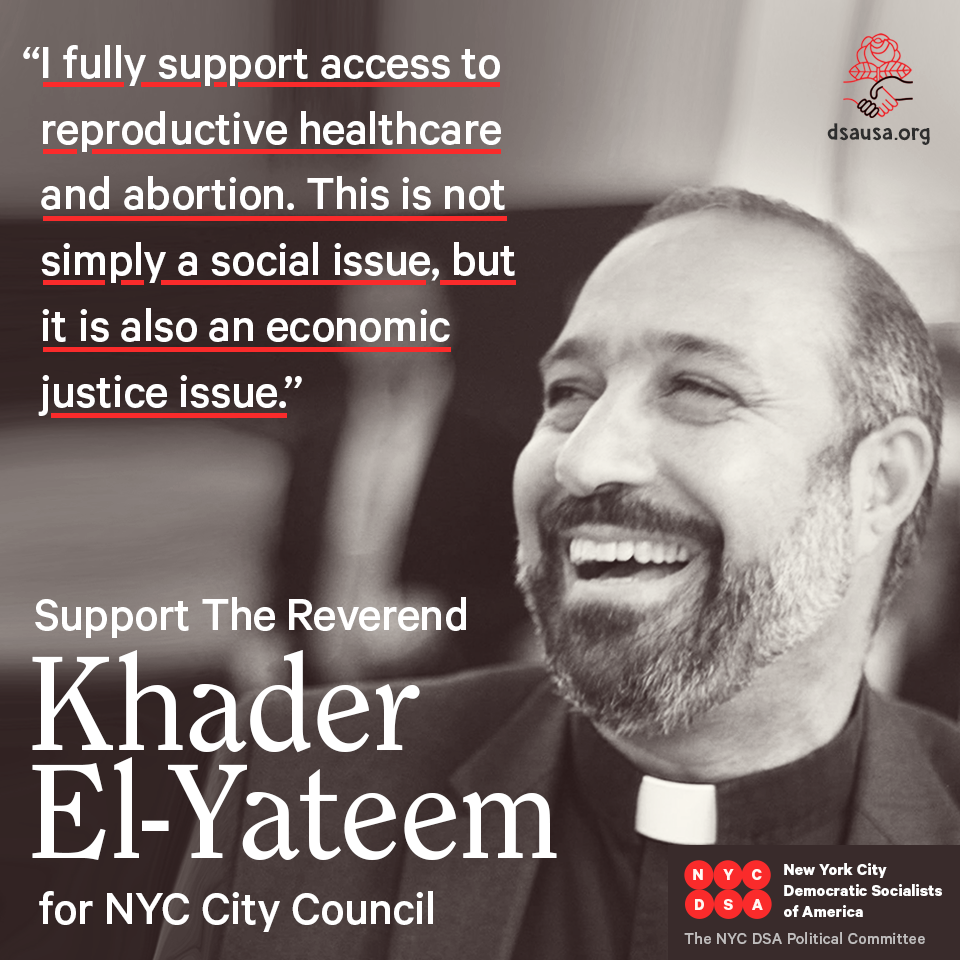 “I fully support access to
reproductive healthcare
and abortion. This is not
simply a social issue, but
it is also an economic
justice issue.”
dsausa.org
Support The Reverend
Khader
El-Yateem
for NYC City Council
NYC
DSA
New York City
Democratic Socialists
of America
The NYC DSA Political Committee